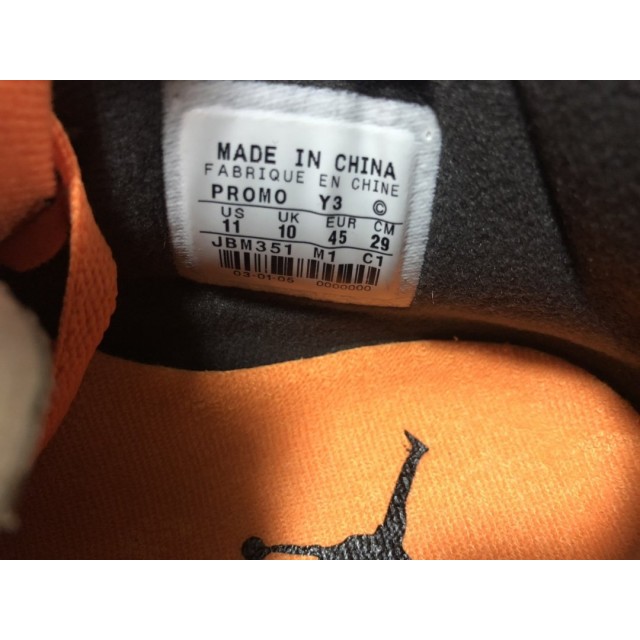 MADE IN CHINA
FABRIQUE EN CHINE
PROMO Y3 ©
US UK EUR CM
11 10 45 29
JBM351 M1 C1
03-01-05 0000000